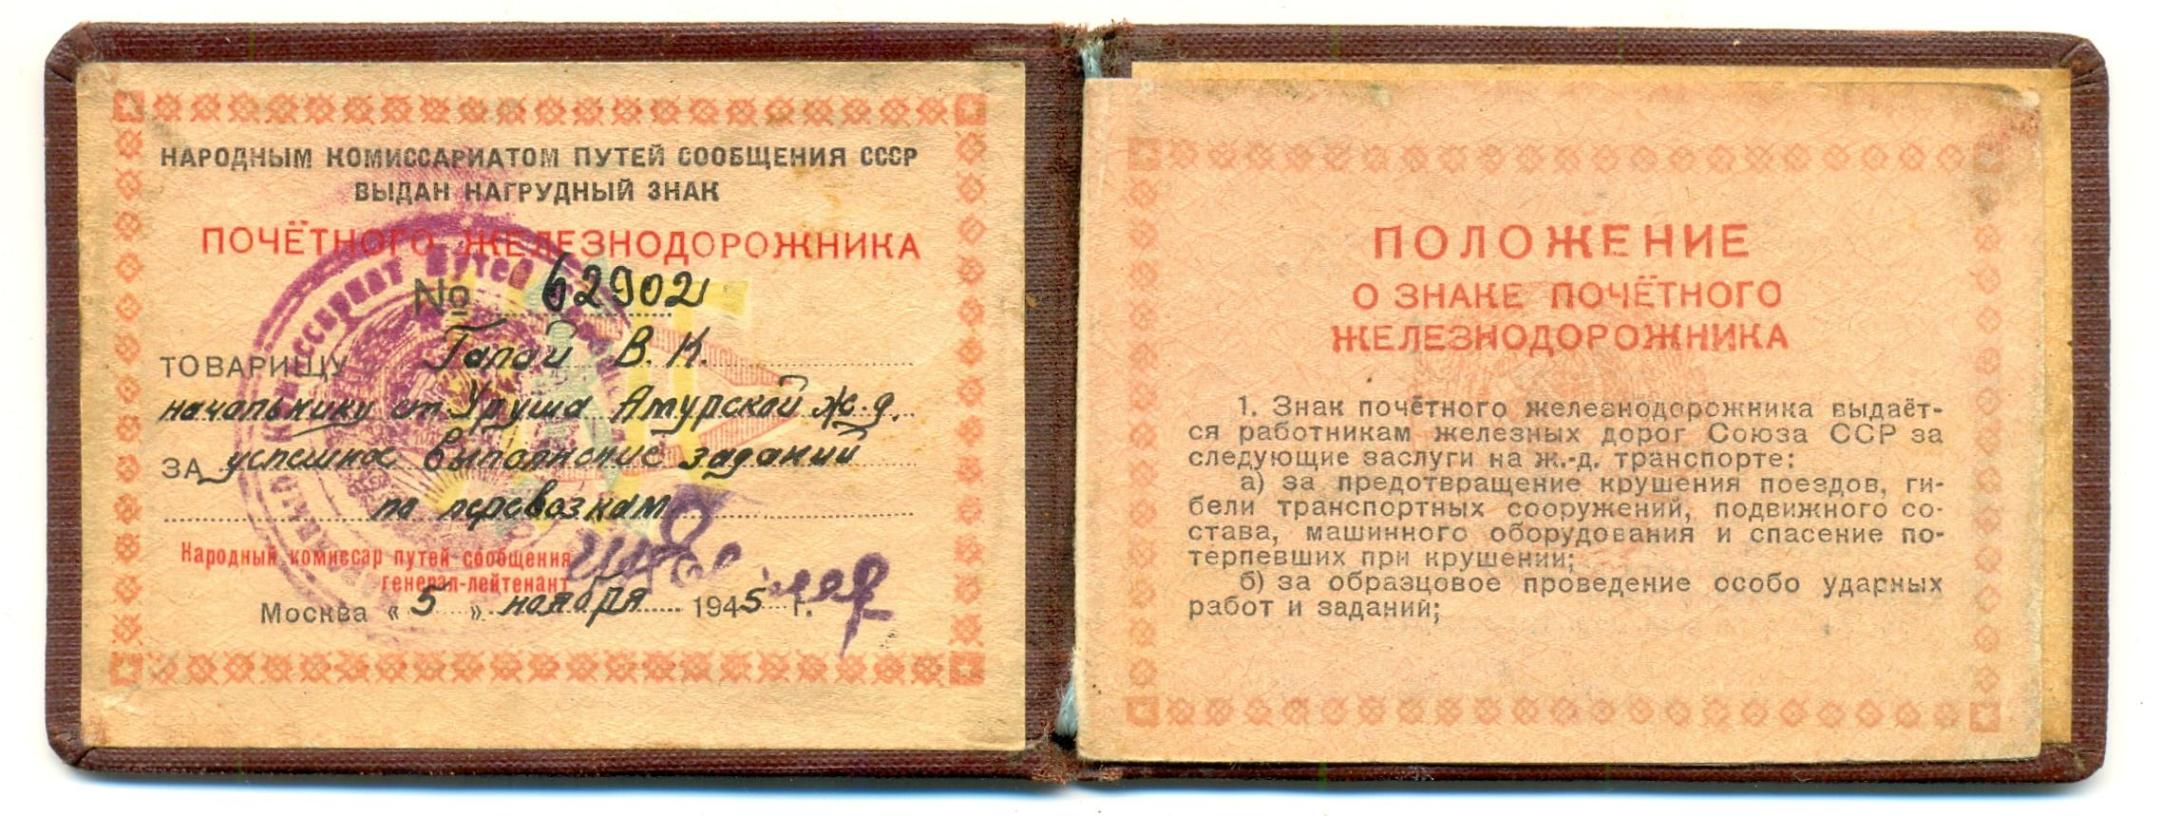 НАРОДНЫМ КОМИССАРИАТОМ ПУТЕЙ СООБЩЕНИЯ СССР
ВЫДАН НАГРУДНЫЙ ЗНАК
ПОЧЁТНОГО ЖЕЛЕЗНОДОРОЖНИКА
№ 62902
ТОВАРИЩУ Гапай В. К.
начальнику ст Уруша Амурской ж.д.
ЗА успешное выполнение заданий
по перевозкам
Народный комиссар путей сообщения
генерал-лейтенант
Москва « 5 » ноября 1945 г.
ПОЛОЖЕНИЕ
О ЗНАКЕ ПОЧЁТНОГО
ЖЕЛЕЗНОДОРОЖНИКА
1. Знак почётного железнодорожника выдаёт-
ся работникам железных дорог Союза ССР за
следующие заслуги на ж.-д. транспорте:
а) за предотвращение крушения поездов, ги-
бели транспортных сооружений, подвижного со-
става, машинного оборудования и спасение по-
терпевших при крушении;
б) за образцовое проведение особо ударных
работ и заданий;